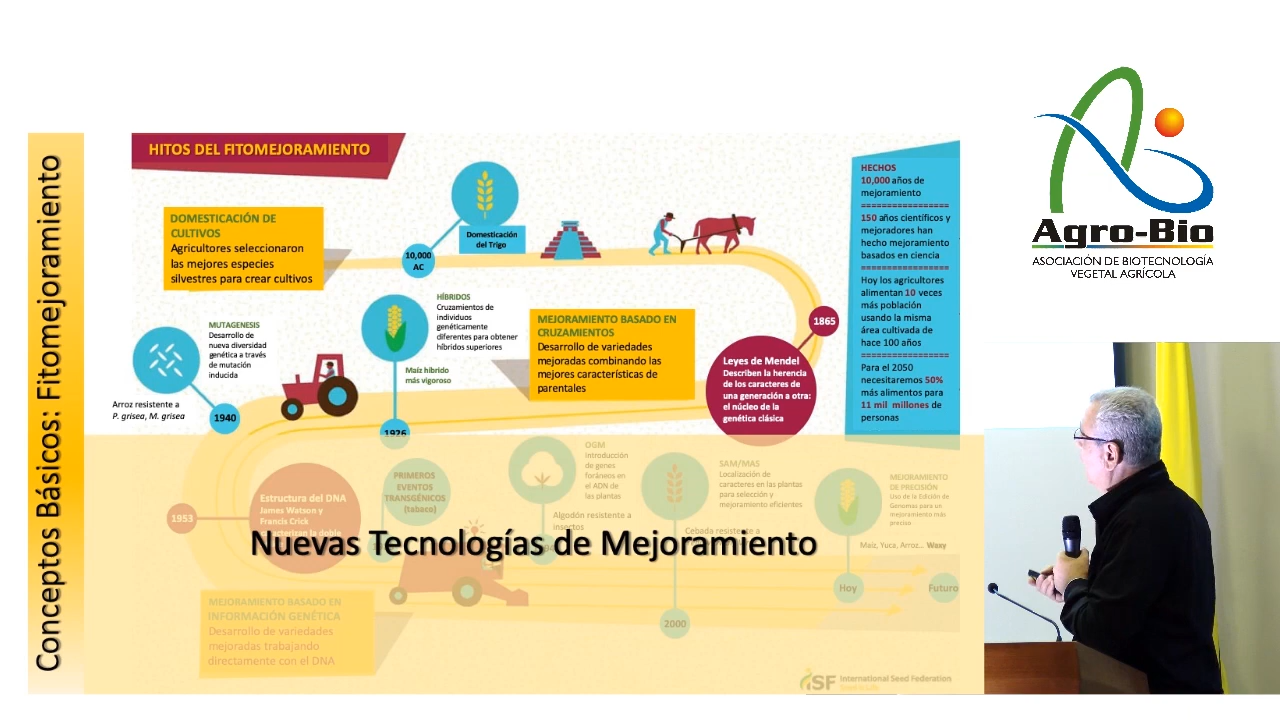 Conceptos Básicos: Fitomejoramiento
HITOS DEL FITOMEJORAMIENTO
DOMESTICACIÓN DE
CULTIVOS
Agricultores seleccionaron
las mejores especies
silvestres para crear cultivos
10,000
AC
Domesticación
del Trigo
1865
Leyes de Mendel
Describen la herencia
de los caracteres de
una generación a otra:
el núcleo de la
genética clásica
MEJORAMIENTO BASADO EN
CRUZAMIENTOS
Desarrollo de variedades
mejoradas combinando las
mejores características de
parentales
HÍBRIDOS
Cruzamientos de
individuos
genéticamente
diferentes para obtener
híbridos superiores
Maíz híbrido
más vigoroso
1926
MUTAGENESIS
Desarrollo de
nueva diversidad
genética a través
de mutación
inducida
Arroz resistente a
P. grisea, M. grisea
1940
1953
Estructura del DNA
James Watson y
Francis Crick
PRIMEROS
EVENTOS
TRANSGÉNICOS
(tabaco)
OGM
Introducción
de genes
foráneos en
el ADN de
las plantas
Algodón resistente a
insectos
SAM/MAS
Localización de
caracteres en las plantas
para selección y
mejoramiento eficientes
Cebada resistente a
2000
MEJORAMIENTO
DE PRECISIÓN
Uso de la Edición de
Genomas para un
mejoramiento más
preciso
Maíz, Yuca, Arroz... Waxy
Hoy
Futuro
Nuevas Tecnologías de Mejoramiento
MEJORAMIENTO BASADO EN
INFORMACIÓN GENÉTICA
Desarrollo de variedades
mejoradas trabajando
directamente con el DNA
iSF International Seed Federation
HECHOS
10,000 años de
mejoramiento
=================
150 años científicos y
mejoradores han
hecho mejoramiento
basados en ciencia
=================
Hoy los agricultores
alimentan 10 veces
más población
usando la misma
área cultivada de
hace 100 años
=================
Para el 2050
necesitaremos 50%
más alimentos para
11 mil millones de
personas
Agro-Bio
ASOCIACIÓN DE BIOTECNOLOGÍA
VEGETAL AGRÍCOLA